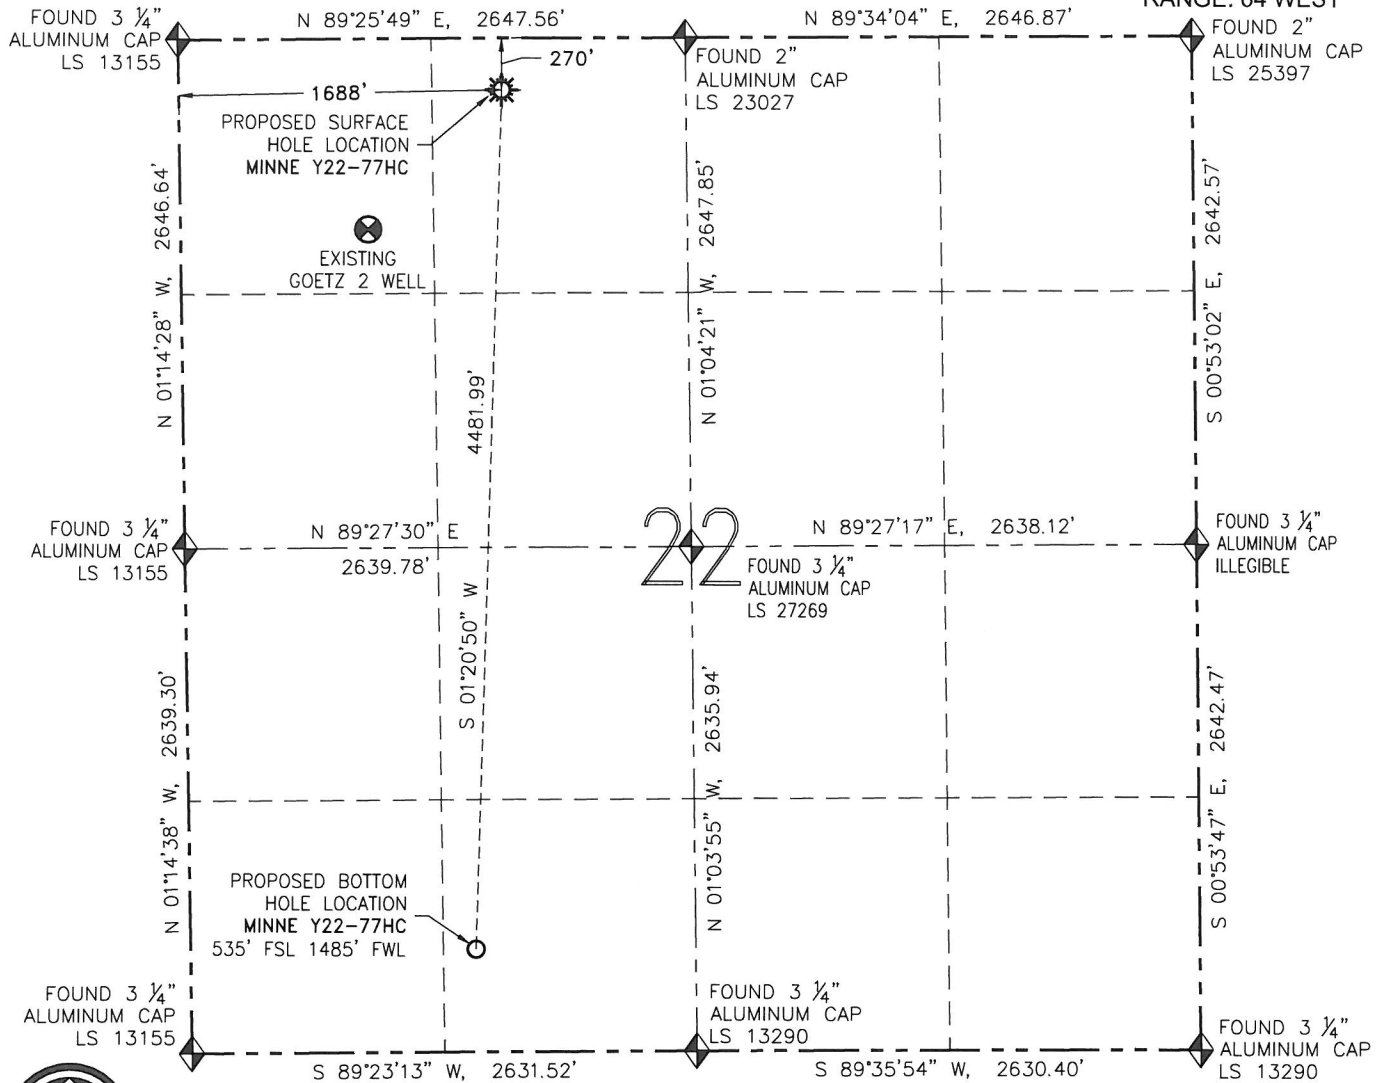 RANGE: 64 WEST
FOUND 3 ¼"
ALUMINUM CAP
LS 13155
N 89°25'49" E, 2647.56'
N 89°34'04" E, 2646.87'
FOUND 2"
ALUMINUM CAP
LS 25397
270'
FOUND 2"
ALUMINUM CAP
LS 23027
1688'
PROPOSED SURFACE
HOLE LOCATION
MINNE Y22-77HC
N 01°14'28" W, 2646.64'
EXISTING
GOETZ 2 WELL
N 01°04'21" W, 2647.85'
S 00°53'02" E, 2642.57'
S 01°20'50" W 4481.99'
FOUND 3 ¼"
ALUMINUM CAP
LS 13155
N 89°27'30" E
2639.78'
22
N 89°27'17" E, 2638.12'
FOUND 3 ¼"
ALUMINUM CAP
LS 27269
FOUND 3 ¼"
ALUMINUM CAP
ILLEGIBLE
N 01°14'38" W, 2639.30'
N 01°03'55" W, 2635.94'
S 00°53'47" E, 2642.47'
PROPOSED BOTTOM
HOLE LOCATION
MINNE Y22-77HC
535' FSL 1485' FWL
FOUND 3 ¼"
ALUMINUM CAP
LS 13155
FOUND 3 ¼"
ALUMINUM CAP
LS 13290
FOUND 3 ¼"
ALUMINUM CAP
LS 13290
S 89°23'13" W, 2631.52'
S 89°35'54" W, 2630.40'